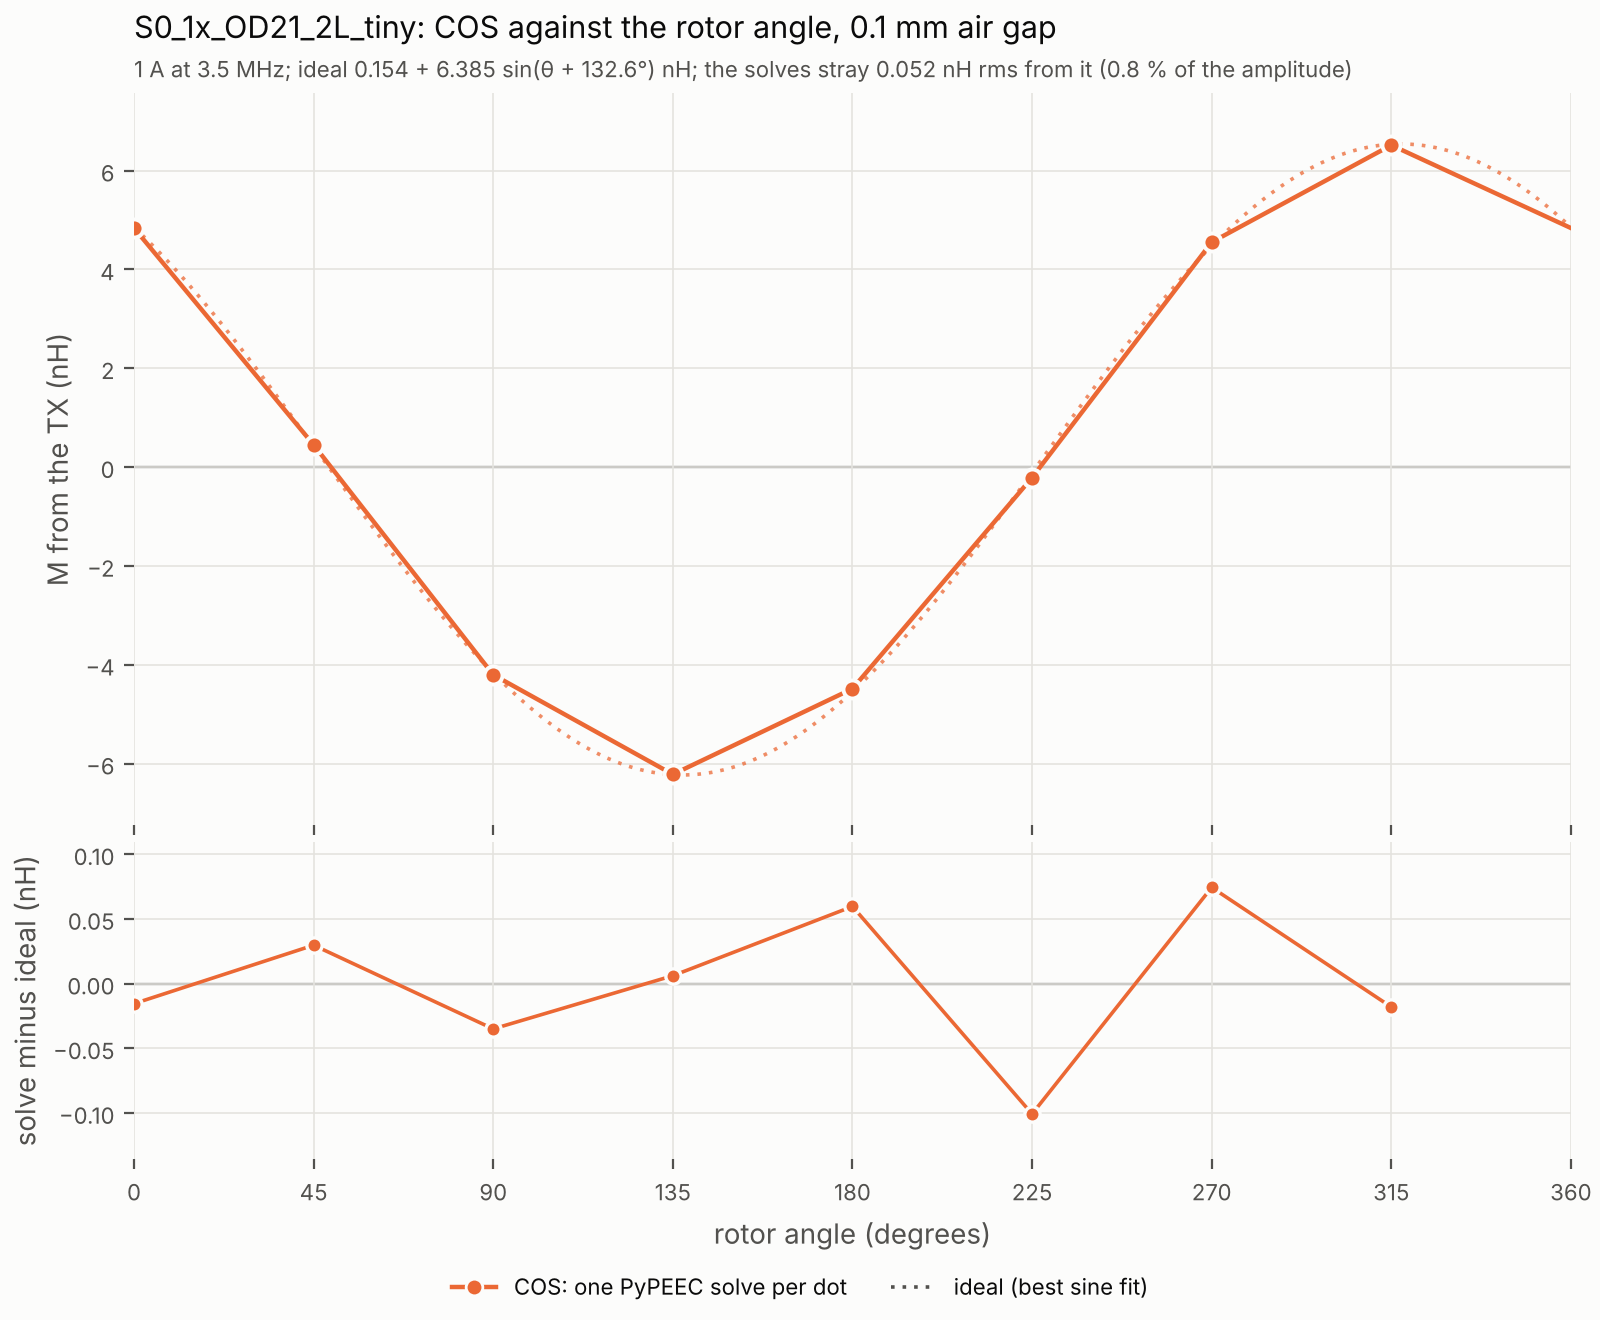 S0_1x_OD21_2L_tiny: COS against the rotor angle, 0.1 mm air gap
1 A at 3.5 MHz; ideal 0.154 + 6.385 sin(θ + 132.6°) nH; the solves stray 0.052 nH rms from it (0.8 % of the amplitude)
M from the TX (nH)
6
4
2
0
−2
−4
−6
solve minus ideal (nH)
0.10
0.05
0.00
−0.05
−0.10
0 45 90 135 180 225 270 315 360
rotor angle (degrees)
COS: one PyPEEC solve per dot ideal (best sine fit)